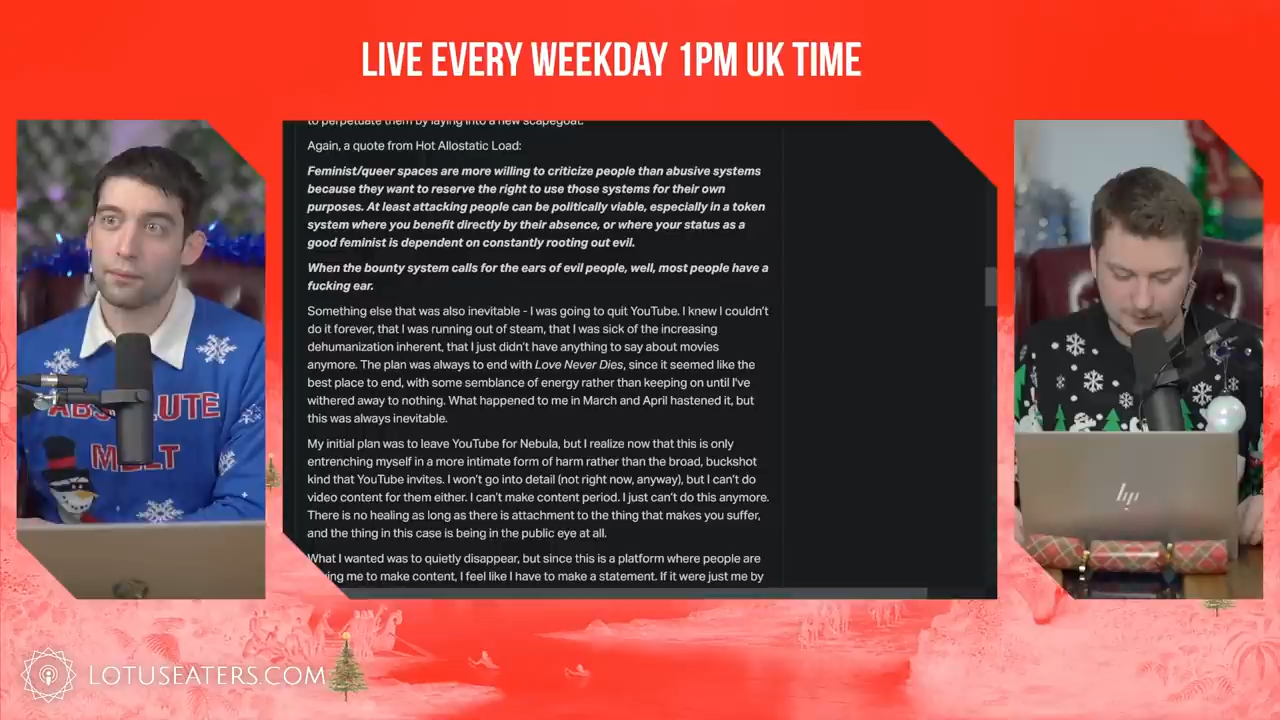 LIVE EVERY WEEKDAY 1PM UK TIME
to perpetuate them by laying into a new scapegoat.
Again, a quote from Hot Allostatic Load:
Feminist/queer spaces are more willing to criticize people than abusive systems
because they want to reserve the right to use those systems for their own
purposes. At least attacking people can be politically viable, especially in a token
system where you benefit directly by their absence, or where your status as a
good feminist is dependent on constantly rooting out evil.
When the bounty system calls for the ears of evil people, well, most people have a
fucking ear.
Something else that was also inevitable - I was going to quit YouTube. I knew I couldn't
do it forever, that I was running out of steam, that I was sick of the increasing
dehumanization inherent, that I just didn't have anything to say about movies
anymore. The plan was always to end with Love Never Dies, since it seemed like the
best place to end, with some semblance of energy rather than keeping on until I've
withered away to nothing. What happened to me in March and April hastened it, but
this was always inevitable.
My initial plan was to leave YouTube for Nebula, but I realize now that this is only
entrenching myself in a more intimate form of harm rather than the broad, buckshot
kind that YouTube invites. I won't go into detail (not right now, anyway), but I can't do
video content for them either. I can't make content period. I just can't do this anymore.
There is no healing as long as there is attachment to the thing that makes you suffer,
and the thing in this case is being in the public eye at all.
What I wanted was to quietly disappear, but since this is a platform where people are
me to make content, I feel like I have to make a statement. If it were just me by
MELT
hp
LOTUSEATERS.COM